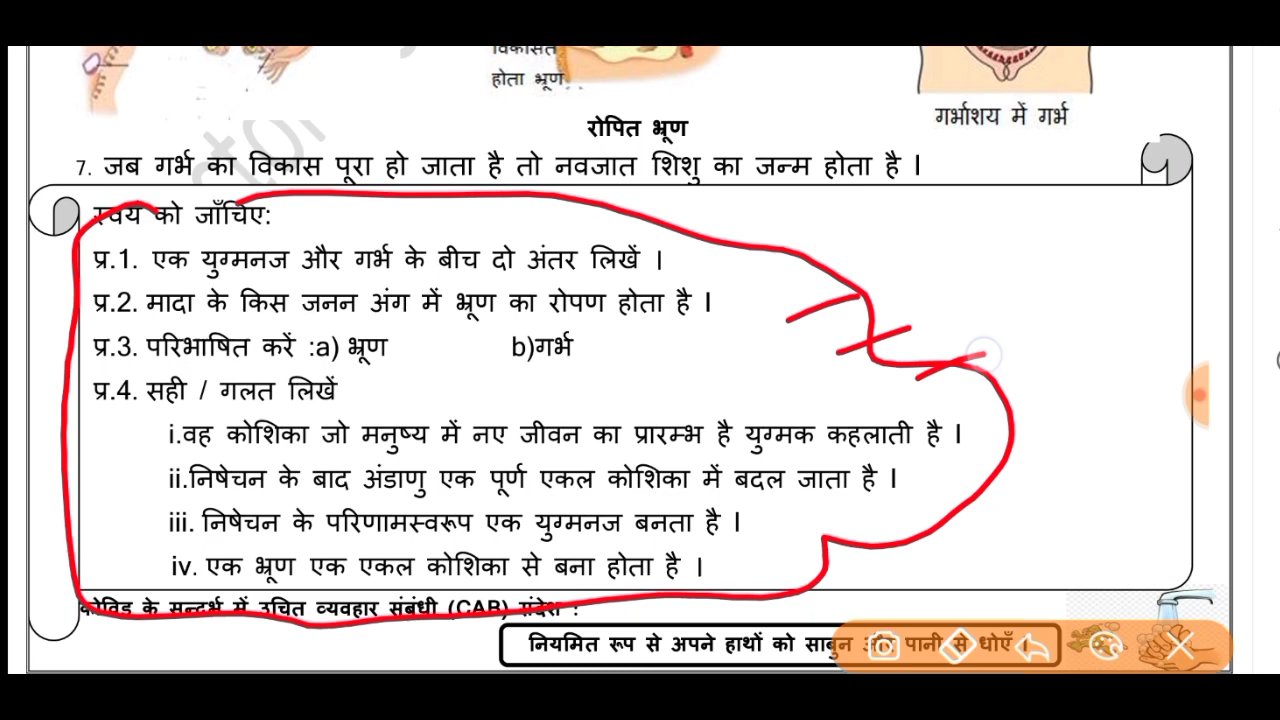 विकसित
होता भ्रूण
गर्भाशय में गर्भ
रोपित भ्रूण
7. जब गर्भ का विकास पूरा हो जाता है तो नवजात शिशु का जन्म होता है ।
स्वयं को जाँचिए:
प्र.1. एक युग्मनज और गर्भ के बीच दो अंतर लिखें ।
प्र.2. मादा के किस जनन अंग में भ्रूण का रोपण होता है ।
प्र.3. परिभाषित करें :a) भ्रूण b)गर्भ
प्र.4. सही / गलत लिखें
i.वह कोशिका जो मनुष्य में नए जीवन का प्रारम्भ है युग्मक कहलाती है ।
ii.निषेचन के बाद अंडाणु एक पूर्ण एकल कोशिका में बदल जाता है ।
iii. निषेचन के परिणामस्वरूप एक युग्मनज बनता है ।
iv. एक भ्रूण एक एकल कोशिका से बना होता है ।
कोविड के सन्दर्भ में उचित व्यवहार संबंधी (CAB) संदेश :
नियमित रूप से अपने हाथों को साबुन और पानी से धोएँ ।